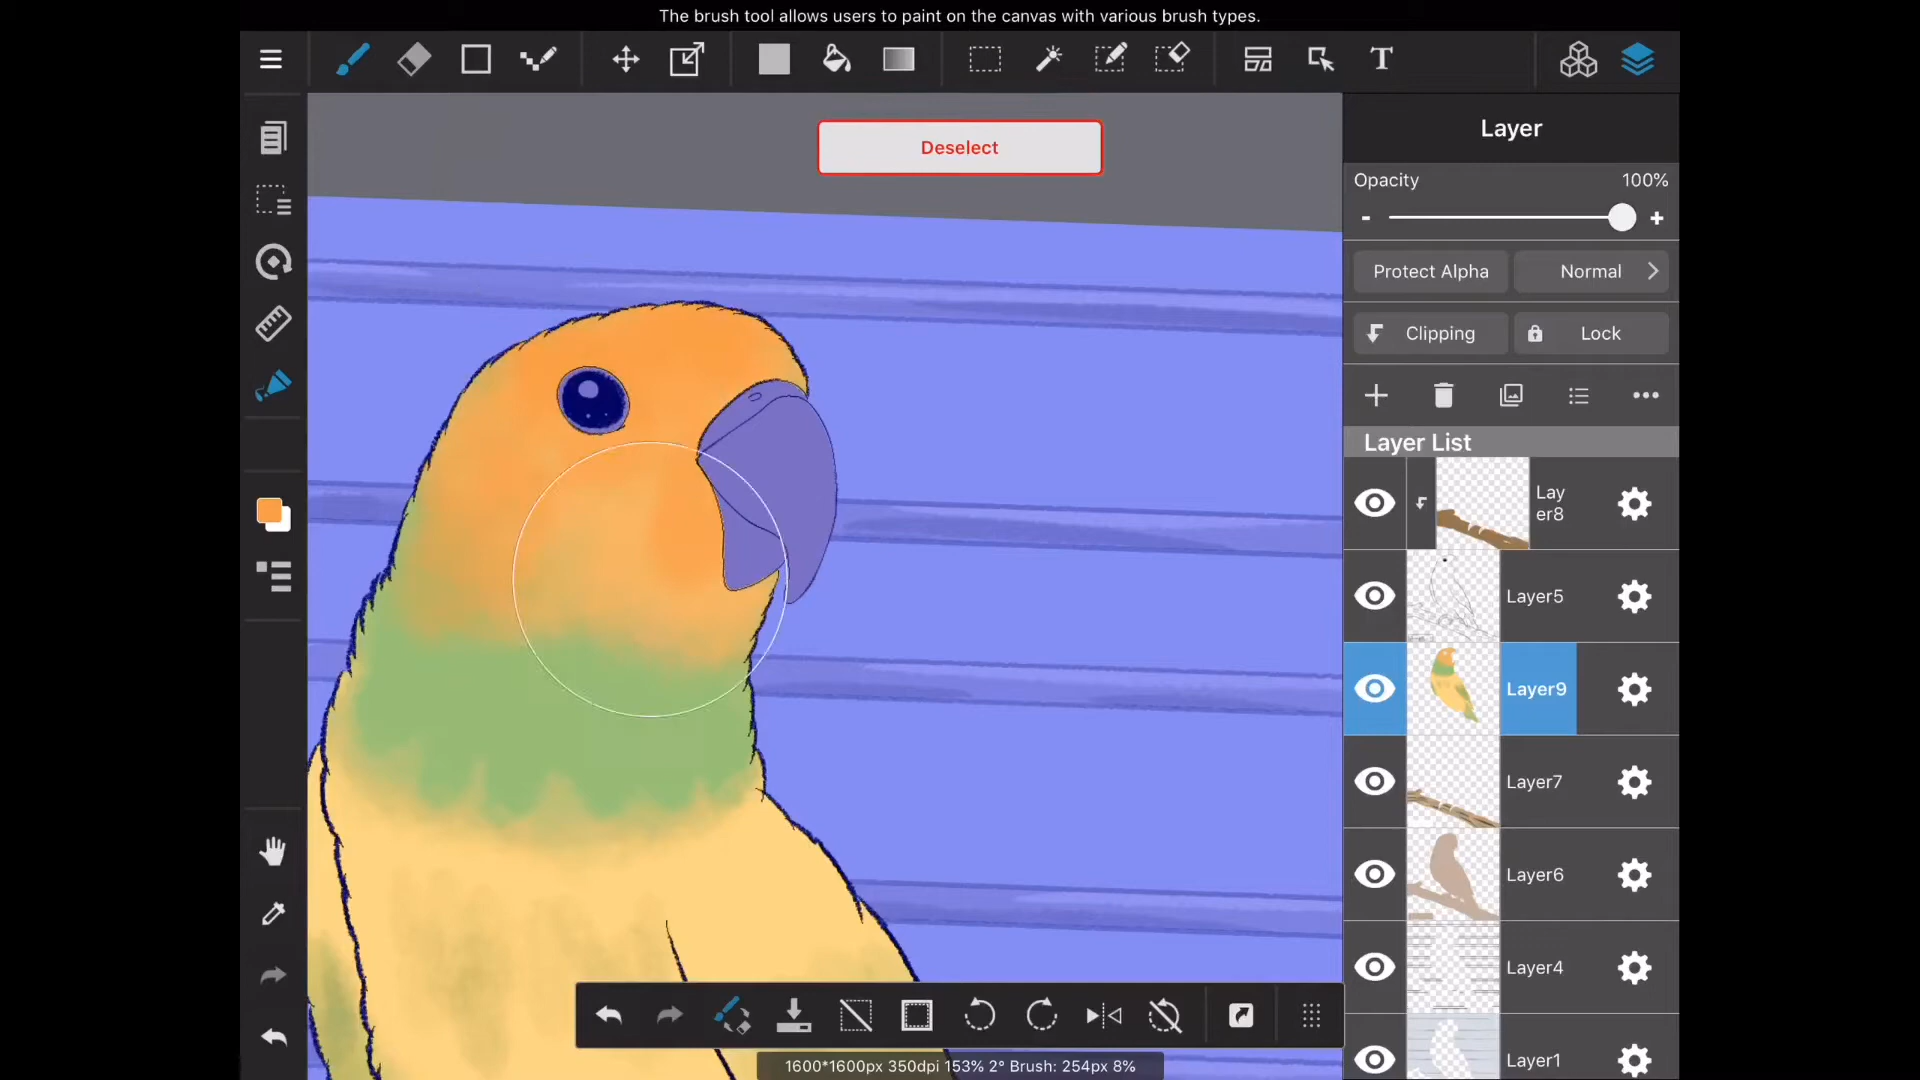 The brush tool allows users to paint on the canvas with various brush types.
T
Layer
Deselect
Opacity 100%
- +
Protect Alpha Normal
Clipping Lock
Layer List
Lay
er8
Layer5
Layer9
Layer7
Layer6
Layer4
Layer1
1600*1600px 350dpi 153% 2° Brush: 254px 8%